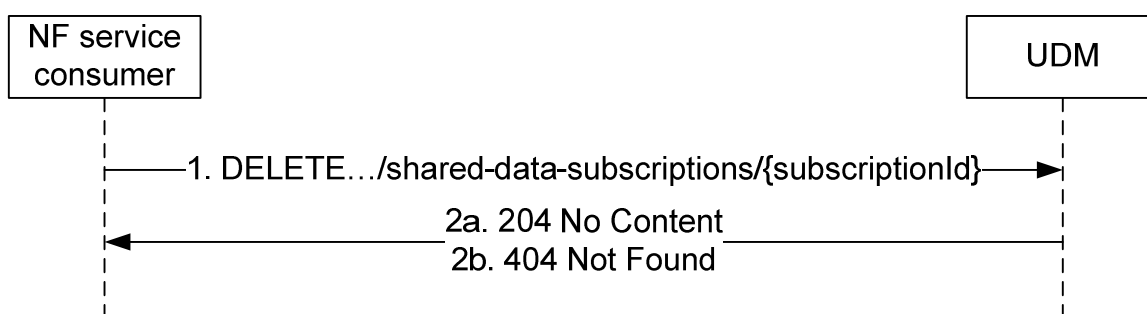 NF service
consumer
UDM
1. DELETE…/shared-data-subscriptions/{subscriptionId}
2a. 204 No Content
2b. 404 Not Found